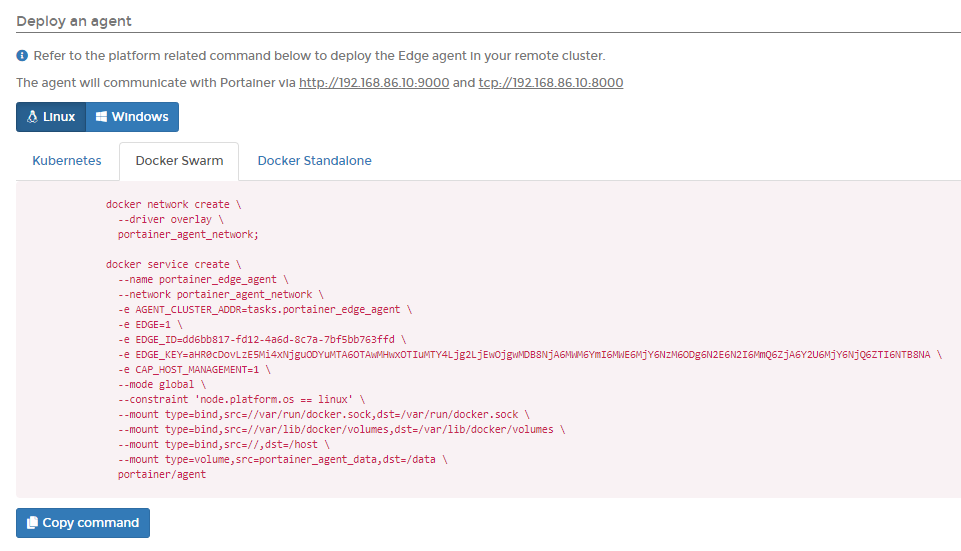 Deploy an agent
Refer to the platform related command below to deploy the Edge agent in your remote cluster.
The agent will communicate with Portainer via http://192.168.86.10:9000 and tcp://192.168.86.10:8000
Linux Windows
Kubernetes Docker Swarm Docker Standalone
docker network create \
--driver overlay \
portainer_agent_network;
docker service create \
--name portainer_edge_agent \
--network portainer_agent_network \
-e AGENT_CLUSTER_ADDR=tasks.portainer_edge_agent \
-e EDGE=1 \
-e EDGE_ID=dd6bb817-fd12-4a6d-8c7a-7bf5bb763ffd \
-e EDGE_KEY=aHR0cDovLzE5Mi4xNjguODYuMTA6OTAwMHwxOTIuMTY4Ljg2LjEwOjgwMDB8NjA6MWM6YmI6MWE6MjY6NzM6ODg6N2E6N2I6MmQ6ZjA6Y2U6MjY6NjQ6ZTI6NTB8NA \
-e CAP_HOST_MANAGEMENT=1 \
--mode global \
--constraint 'node.platform.os == linux' \
--mount type=bind,src=//var/run/docker.sock,dst=/var/run/docker.sock \
--mount type=bind,src=//var/lib/docker/volumes,dst=/var/lib/docker/volumes \
--mount type=bind,src=//,dst=/host \
--mount type=volume,src=portainer_agent_data,dst=/data \
portainer/agent
Copy command